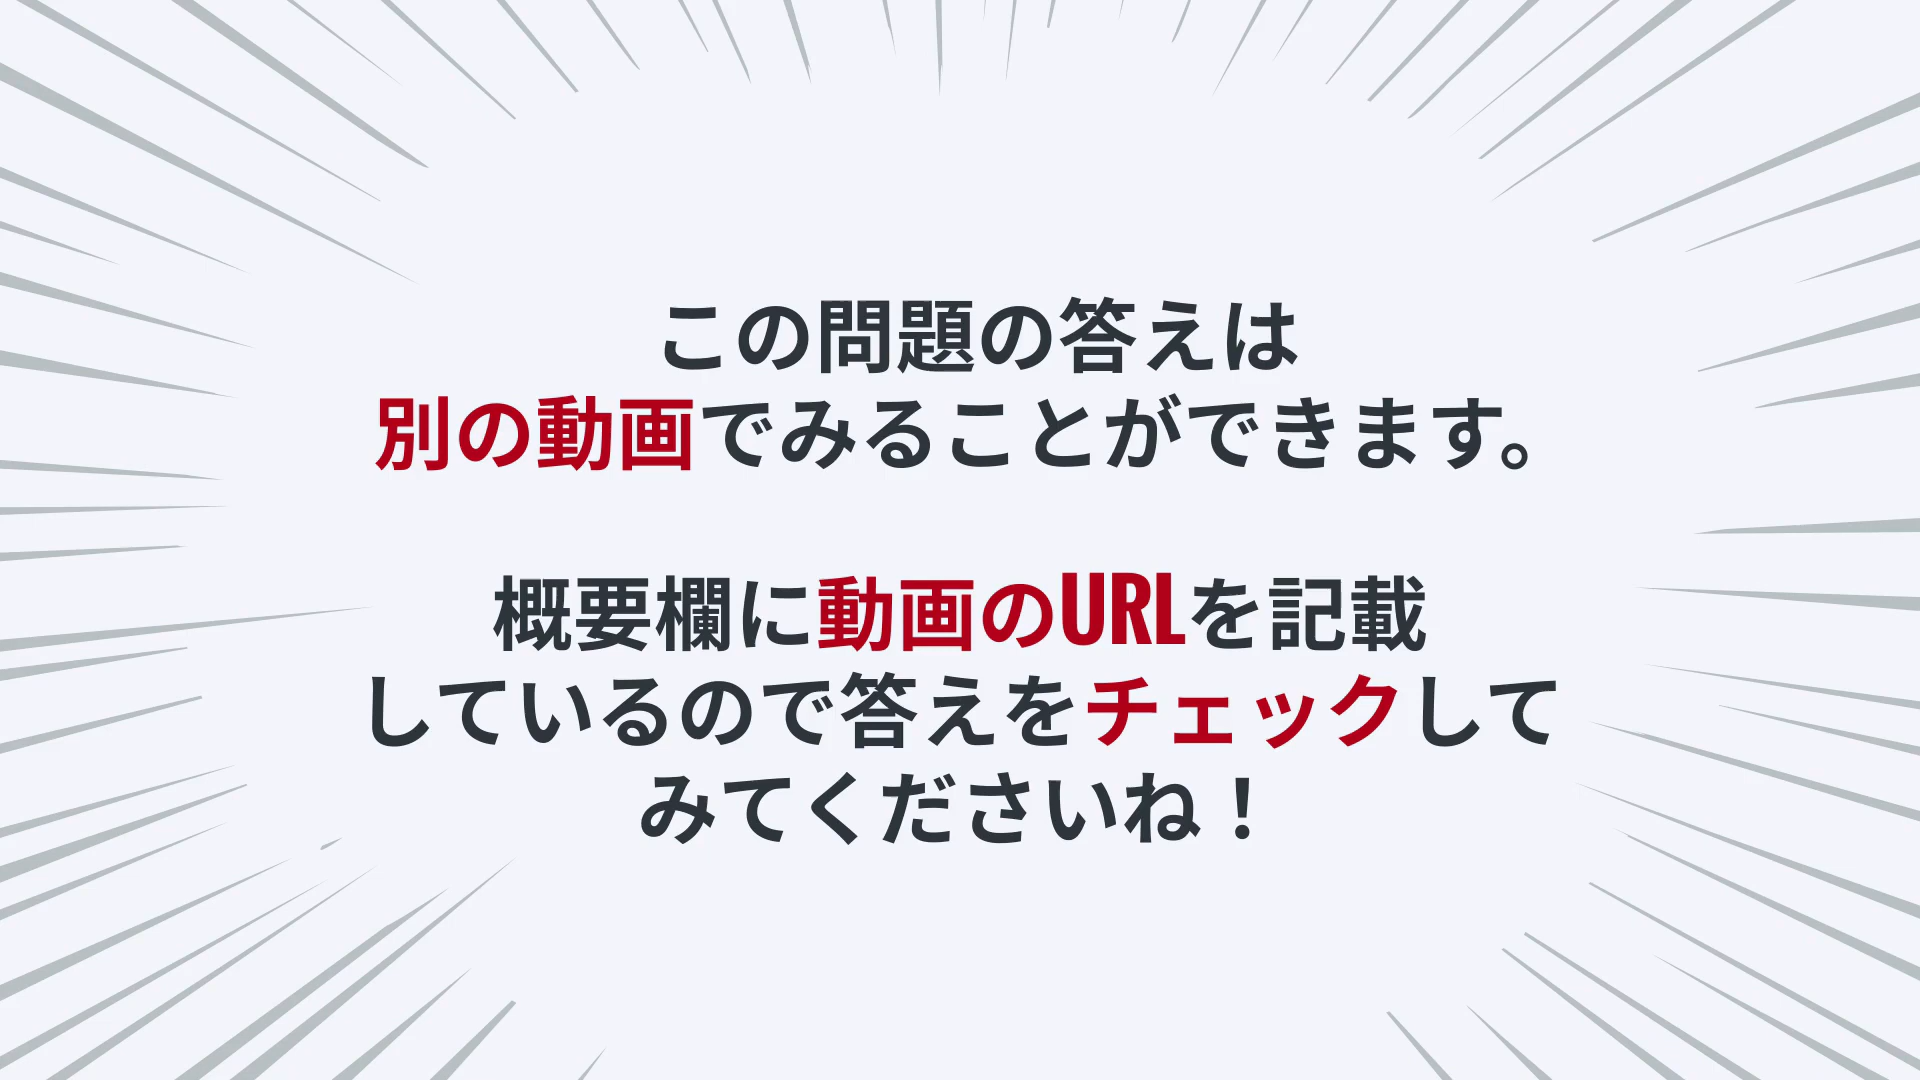 この問題の答えは
別の動画でみることができます。
概要欄に動画のURLを記載
しているので答えをチェックして
みてくださいね！